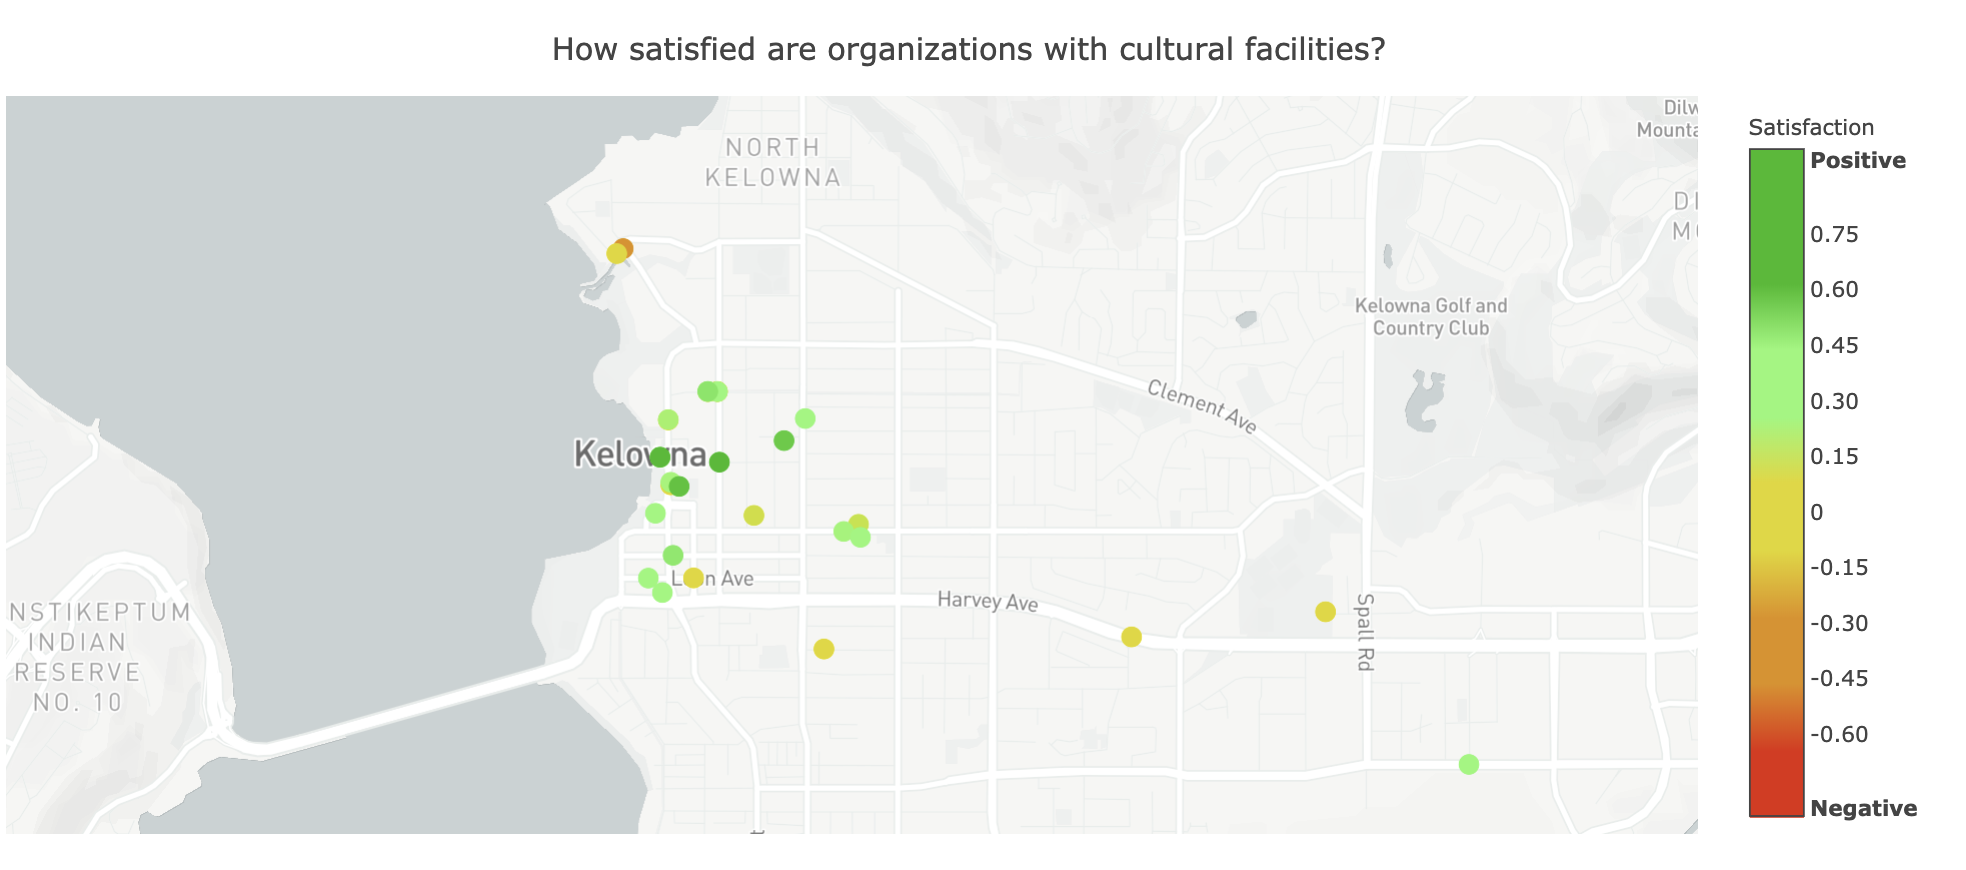 How satisfied are organizations with cultural facilities?
NORTH
KELOWNA
Kelowna Golf and
Country Club
Clement Ave
Kelowna
Harvey Ave
Spall Rd
NSTIKEPTUM
INDIAN
RESERVE
NO. 10
Dilw
Mounta
Satisfaction
Positive
0.75
0.60
0.45
0.30
0.15
0
-0.15
-0.30
-0.45
-0.60
Negative